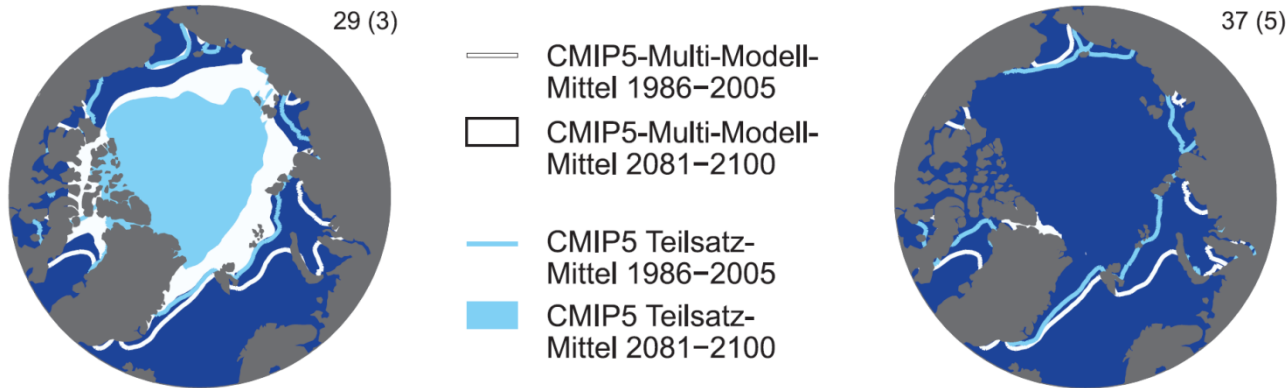 29 (3)
CMIP5-Multi-Modell-
Mittel 1986−2005
CMIP5-Multi-Modell-
Mittel 2081−2100
CMIP5 Teilsatz-
Mittel 1986−2005
CMIP5 Teilsatz-
Mittel 2081−2100
37 (5)